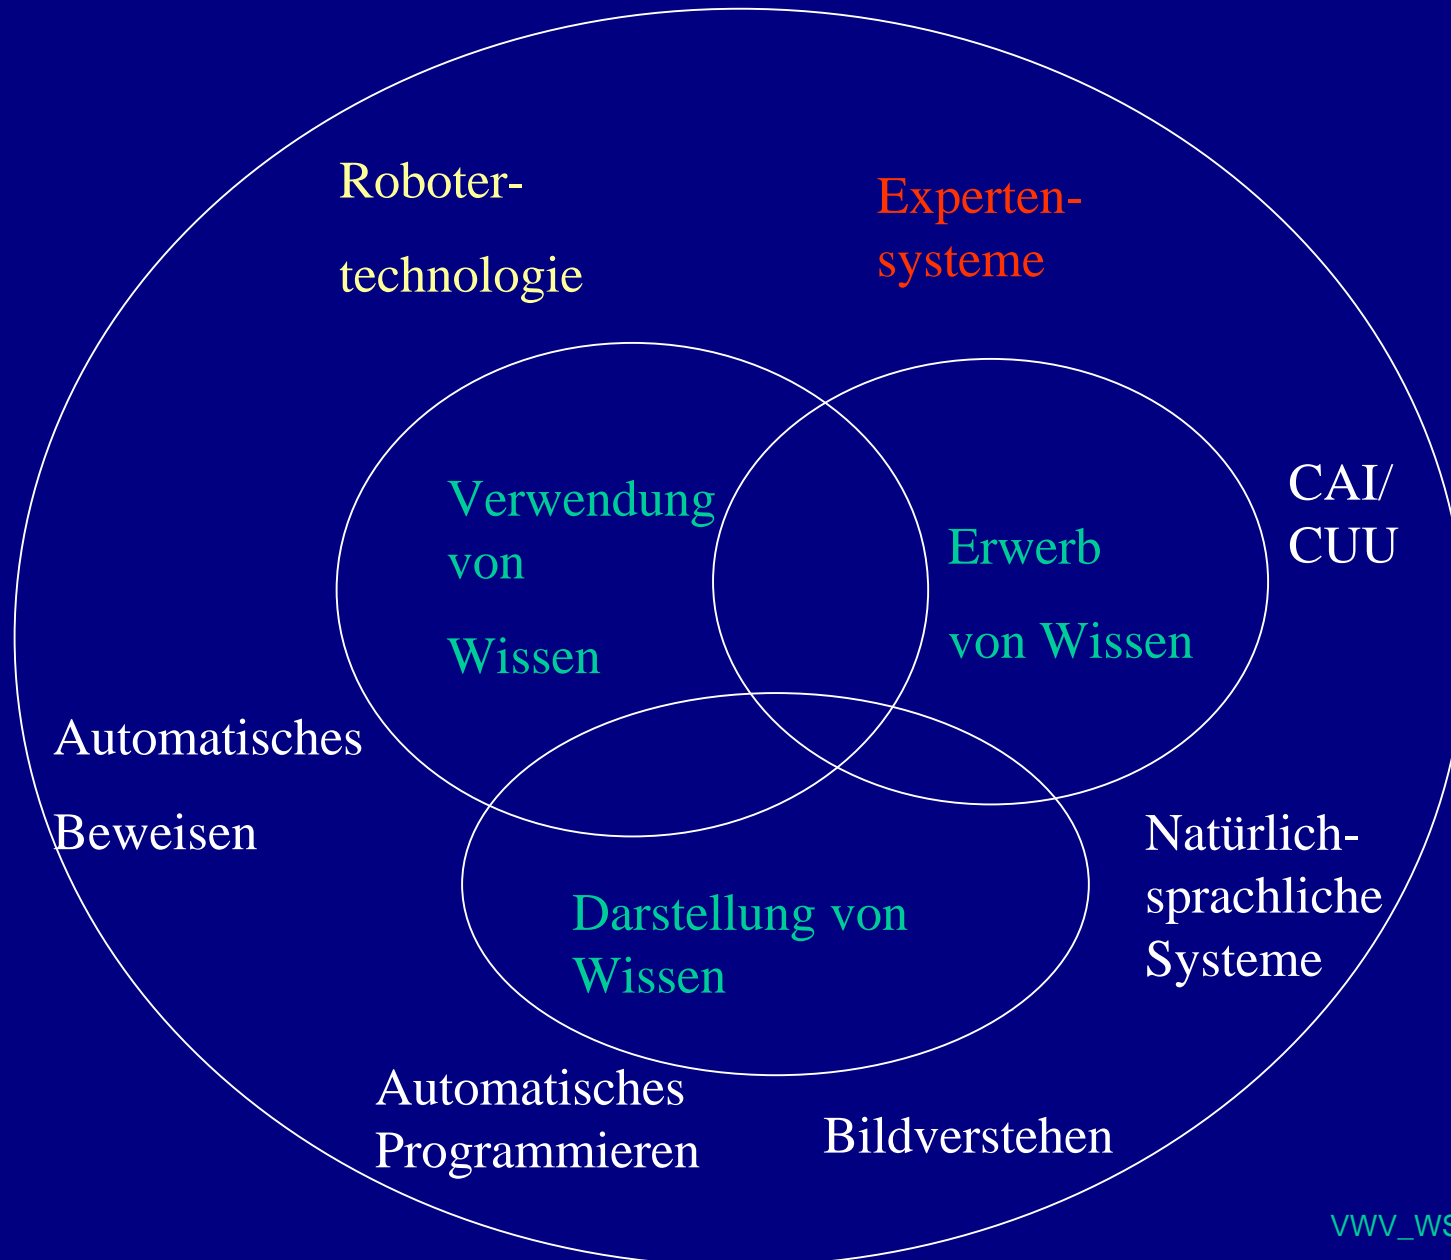 Roboter-
technologie
Experten-
systeme
Verwendung
von
Wissen
Erwerb
von Wissen
CAI/
CUU
Automatisches
Beweisen
Natürlich-
sprachliche
Systeme
Darstellung von
Wissen
Automatisches
Programmieren
Bildverstehen
VWV_WS